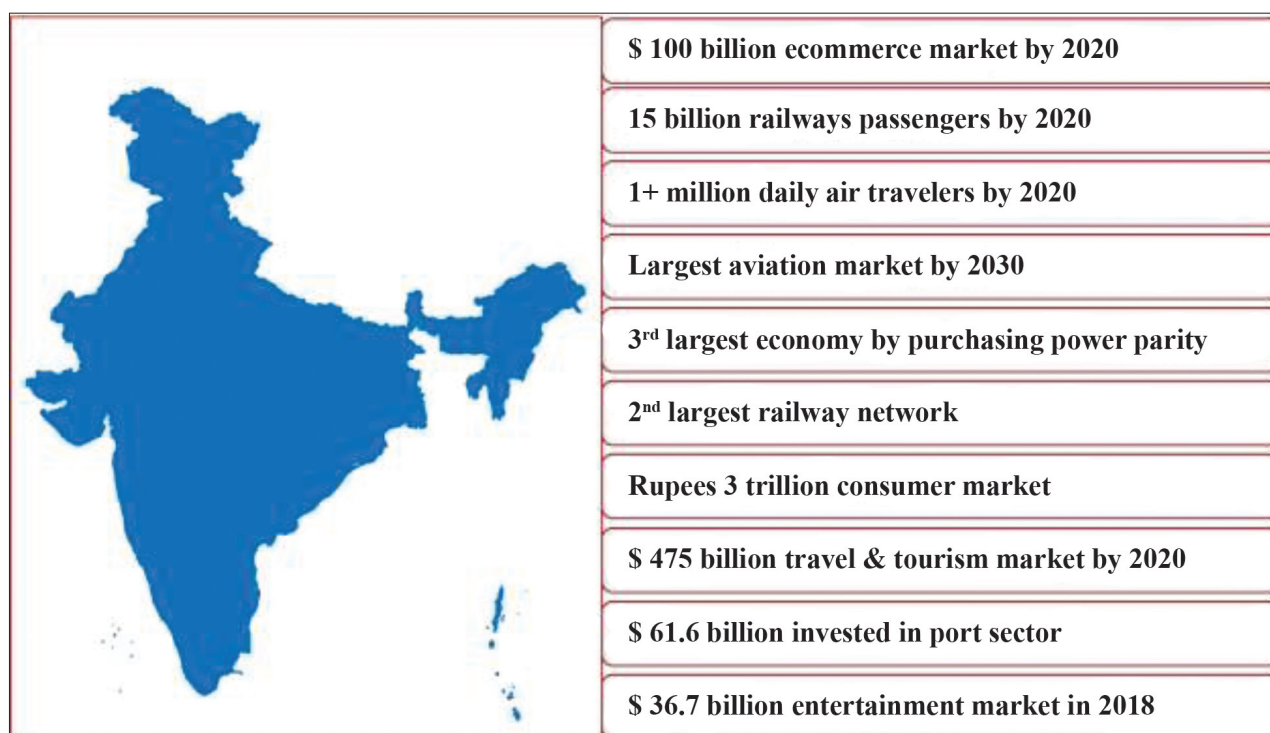 $ 100 billion ecommerce market by 2020
15 billion railways passengers by 2020
1+ million daily air travelers by 2020
Largest aviation market by 2030
3rd largest economy by purchasing power parity
2nd largest railway network
Rupees 3 trillion consumer market
$ 475 billion travel & tourism market by 2020
$ 61.6 billion invested in port sector
$ 36.7 billion entertainment market in 2018